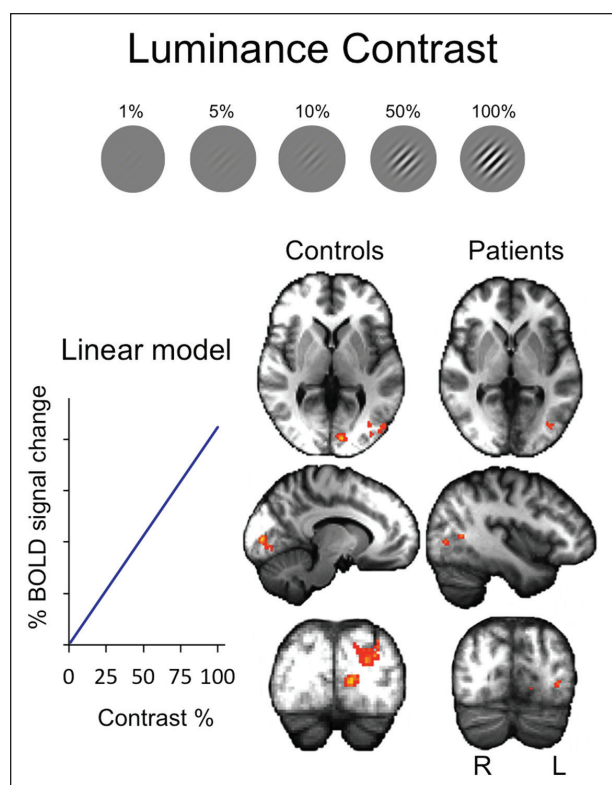 Luminance Contrast
1% 5% 10% 50% 100%
Controls Patients
Linear model
% BOLD signal change
0 25 50 75 100
Contrast %
R L